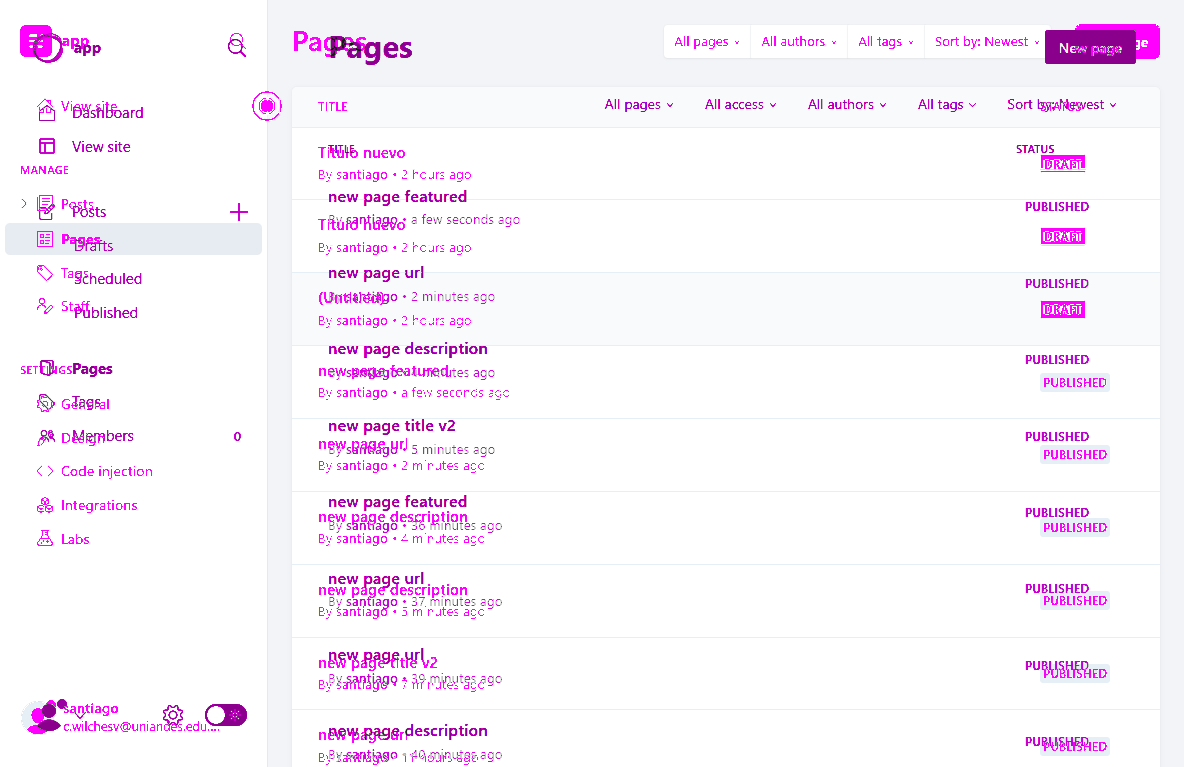 app
app
View site
Dashboard
View site
MANAGE
Posts
Posts
Pages
Drafts
Tags
Scheduled
Staff
Published
SETTINGS
Pages
Tags
General
Design
Members 0
Code injection
Integrations
Labs
santiago
c.wilchesv@uniandes.edu....
Pages
Pages
All pages All authors All tags Sort by: Newest
New page
TITLE
All pages All access All authors All tags Sort by: Newest
STATUS
TITLE STATUS
Titulo nuevo
DRAFT
By santiago • 2 hours ago
new page featured
PUBLISHED
By santiago • a few seconds ago
Titulo nuevo
DRAFT
By santiago • 2 hours ago
new page url
PUBLISHED
By santiago • 2 minutes ago
(Untitled)
DRAFT
By santiago • 2 hours ago
new page description
PUBLISHED
By santiago • 4 minutes ago
new page featured
PUBLISHED
By santiago • a few seconds ago
new page title v2
PUBLISHED
By santiago • 5 minutes ago
new page url
PUBLISHED
By santiago • 2 minutes ago
new page featured
PUBLISHED
By santiago • 36 minutes ago
new page description
PUBLISHED
By santiago • 4 minutes ago
new page url
PUBLISHED
By santiago • 37 minutes ago
new page description
PUBLISHED
By santiago • 5 minutes ago
new page url
PUBLISHED
By santiago • 39 minutes ago
new page title v2
PUBLISHED
By santiago • 7 minutes ago
new page description
PUBLISHED
By santiago • 40 minutes ago
new page url
PUBLISHED
By santiago • 11 hours ago